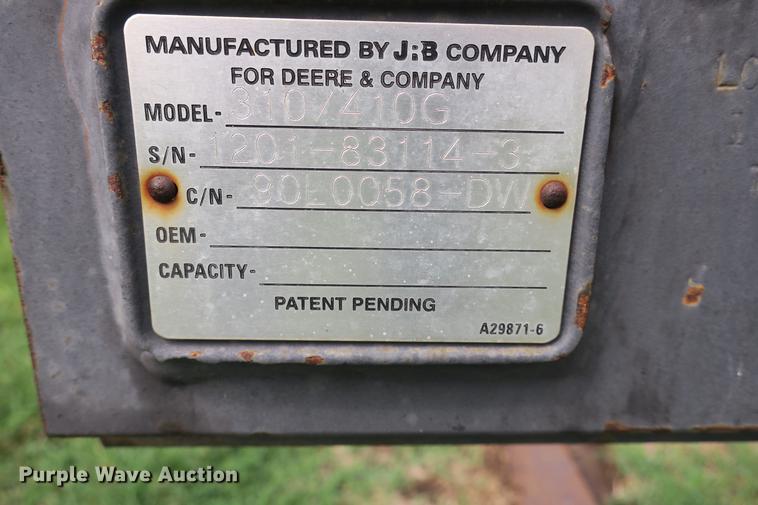 MANUFACTURED BY J:B COMPANY
FOR DEERE & COMPANY
MODEL- 310/410G
S/N- 1201-83114-3
C/N- 90L0058-DW
OEM-
CAPACITY-
PATENT PENDING
A29871-6
LO
Purple Wave Auction